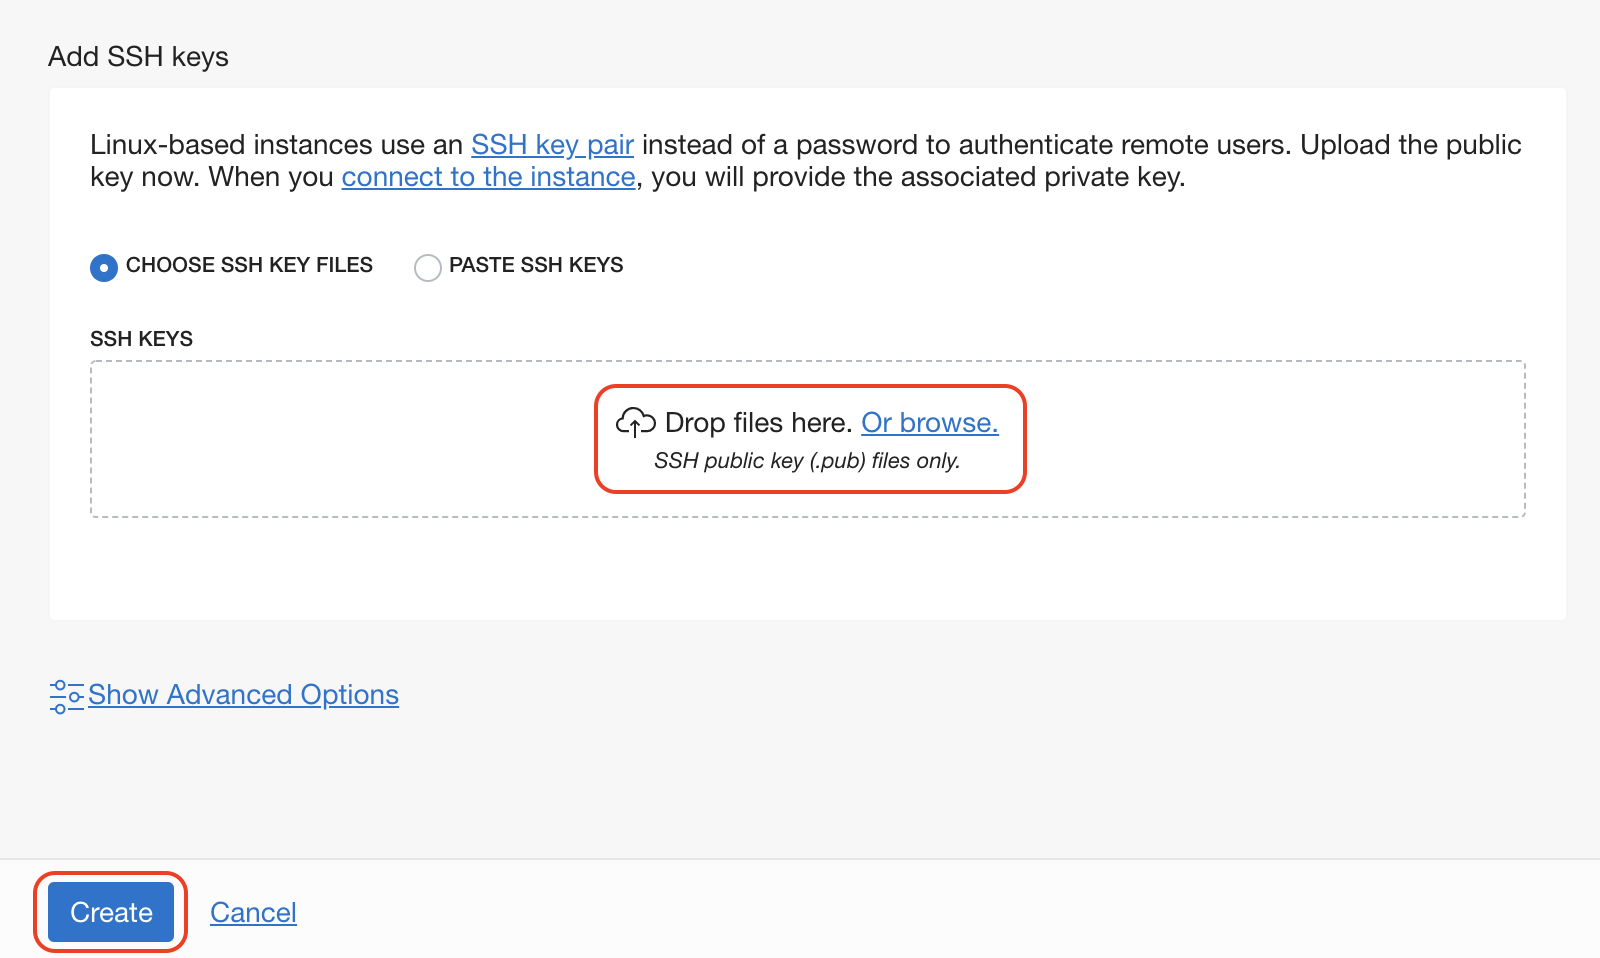 Add SSH keys
Linux-based instances use an SSH key pair instead of a password to authenticate remote users. Upload the public
key now. When you connect to the instance, you will provide the associated private key.
CHOOSE SSH KEY FILES PASTE SSH KEYS
SSH KEYS
Drop files here. Or browse.
SSH public key (.pub) files only.
Show Advanced Options
Create Cancel